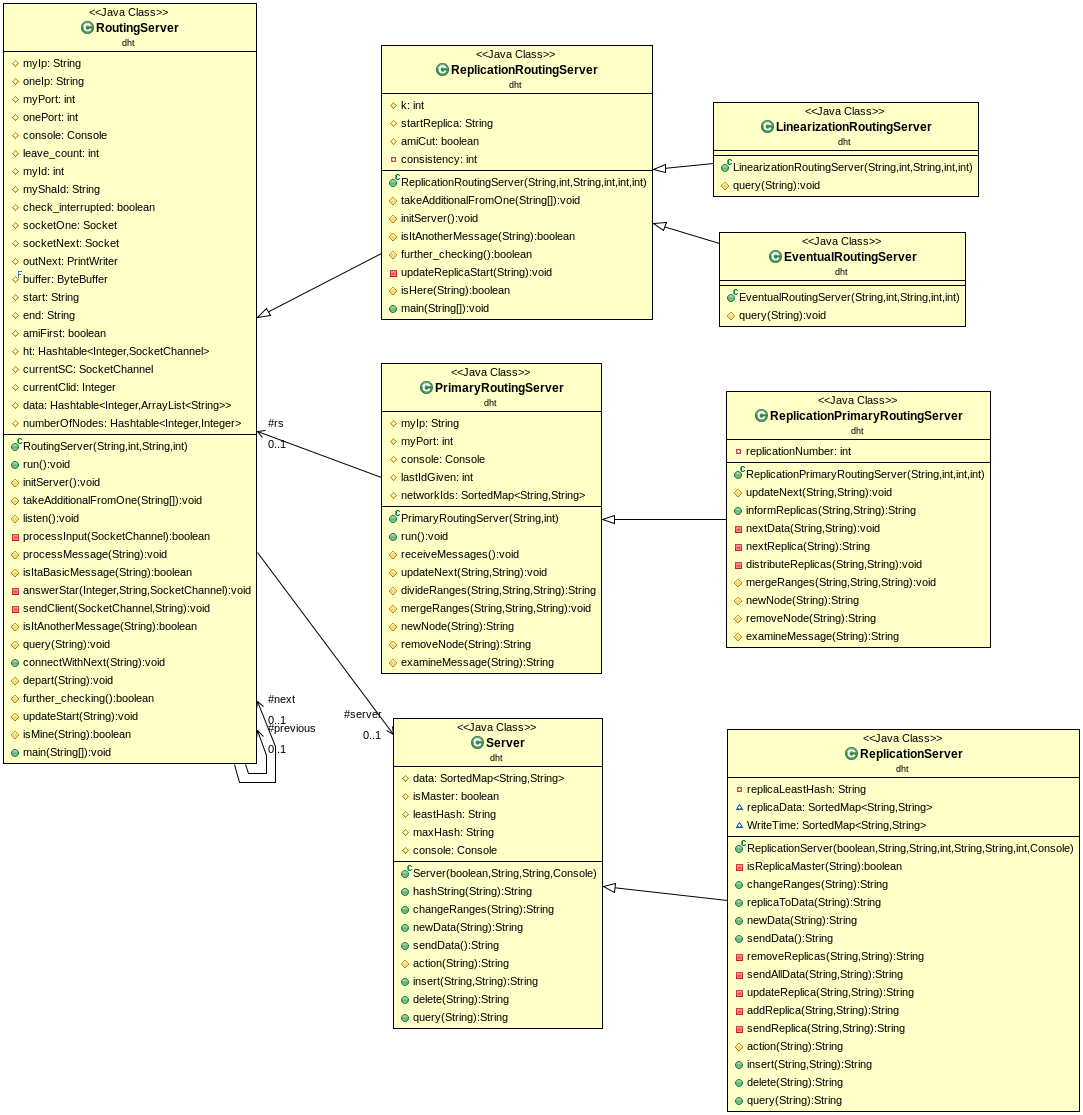 <<Java Class>>
RoutingServer
dht
myIp: String
oneIp: String
myPort: int
onePort: int
console: Console
leave_count: int
myId: int
myShaId: String
check_interrupted: boolean
socketOne: Socket
socketNext: Socket
outNext: PrintWriter
buffer: ByteBuffer
start: String
end: String
amiFirst: boolean
ht: Hashtable<Integer,SocketChannel>
currentSC: SocketChannel
currentClid: Integer
data: Hashtable<Integer,ArrayList<String>>
numberOfNodes: Hashtable<Integer,Integer>
RoutingServer(String,int,String,int)
run():void
initServer():void
takeAdditionalFromOne(String[]):void
listen():void
processInput(SocketChannel):boolean
processMessage(String):void
isItaBasicMessage(String):boolean
answerStar(Integer,String,SocketChannel):void
sendClient(SocketChannel,String):void
isItAnotherMessage(String):boolean
query(String):void
connectWithNext(String):void
depart(String):void
further_checking():boolean
updateStart(String):void
isMine(String):boolean
main(String[]):void
<<Java Class>>
ReplicationRoutingServer
dht
k: int
startReplica: String
amiCut: boolean
consistency: int
ReplicationRoutingServer(String,int,String,int,int,int)
takeAdditionalFromOne(String[]):void
initServer():void
isItAnotherMessage(String):boolean
further_checking():boolean
updateReplicaStart(String):void
isHere(String):boolean
main(String[]):void
<<Java Class>>
LinearizationRoutingServer
dht
LinearizationRoutingServer(String,int,String,int,int)
query(String):void
<<Java Class>>
EventualRoutingServer
dht
EventualRoutingServer(String,int,String,int,int)
query(String):void
#rs
0..1
<<Java Class>>
PrimaryRoutingServer
dht
myIp: String
myPort: int
console: Console
lastIdGiven: int
networkIds: SortedMap<String,String>
PrimaryRoutingServer(String,int)
run():void
receiveMessages():void
updateNext(String,String):void
divideRanges(String,String,String):String
mergeRanges(String,String,String):void
newNode(String):String
removeNode(String):String
examineMessage(String):String
<<Java Class>>
ReplicationPrimaryRoutingServer
dht
replicationNumber: int
ReplicationPrimaryRoutingServer(String,int,int,int)
updateNext(String,String):void
informReplicas(String,String):String
nextData(String,String):void
nextReplica(String):String
distributeReplicas(String,String):void
mergeRanges(String,String,String):void
newNode(String):String
removeNode(String):String
examineMessage(String):String
#next
0..1
#previous
0..1
#server
0..1
<<Java Class>>
Server
dht
data: SortedMap<String,String>
isMaster: boolean
leastHash: String
maxHash: String
console: Console
Server(boolean,String,String,Console)
hashString(String):String
changeRanges(String):String
newData(String):String
sendData():String
action(String):String
insert(String,String):String
delete(String):String
query(String):String
<<Java Class>>
ReplicationServer
dht
replicaLeastHash: String
replicaData: SortedMap<String,String>
WriteTime: SortedMap<String,String>
ReplicationServer(boolean,String,String,int,String,String,int,Console)
isReplicaMaster(String):boolean
changeRanges(String):String
replicaToData(String):String
newData(String):String
sendData():String
removeReplicas(String,String):String
sendAllData(String,String):String
updateReplica(String,String):String
addReplica(String,String):String
sendReplica(String,String):String
action(String):String
insert(String,String):String
delete(String):String
query(String):String